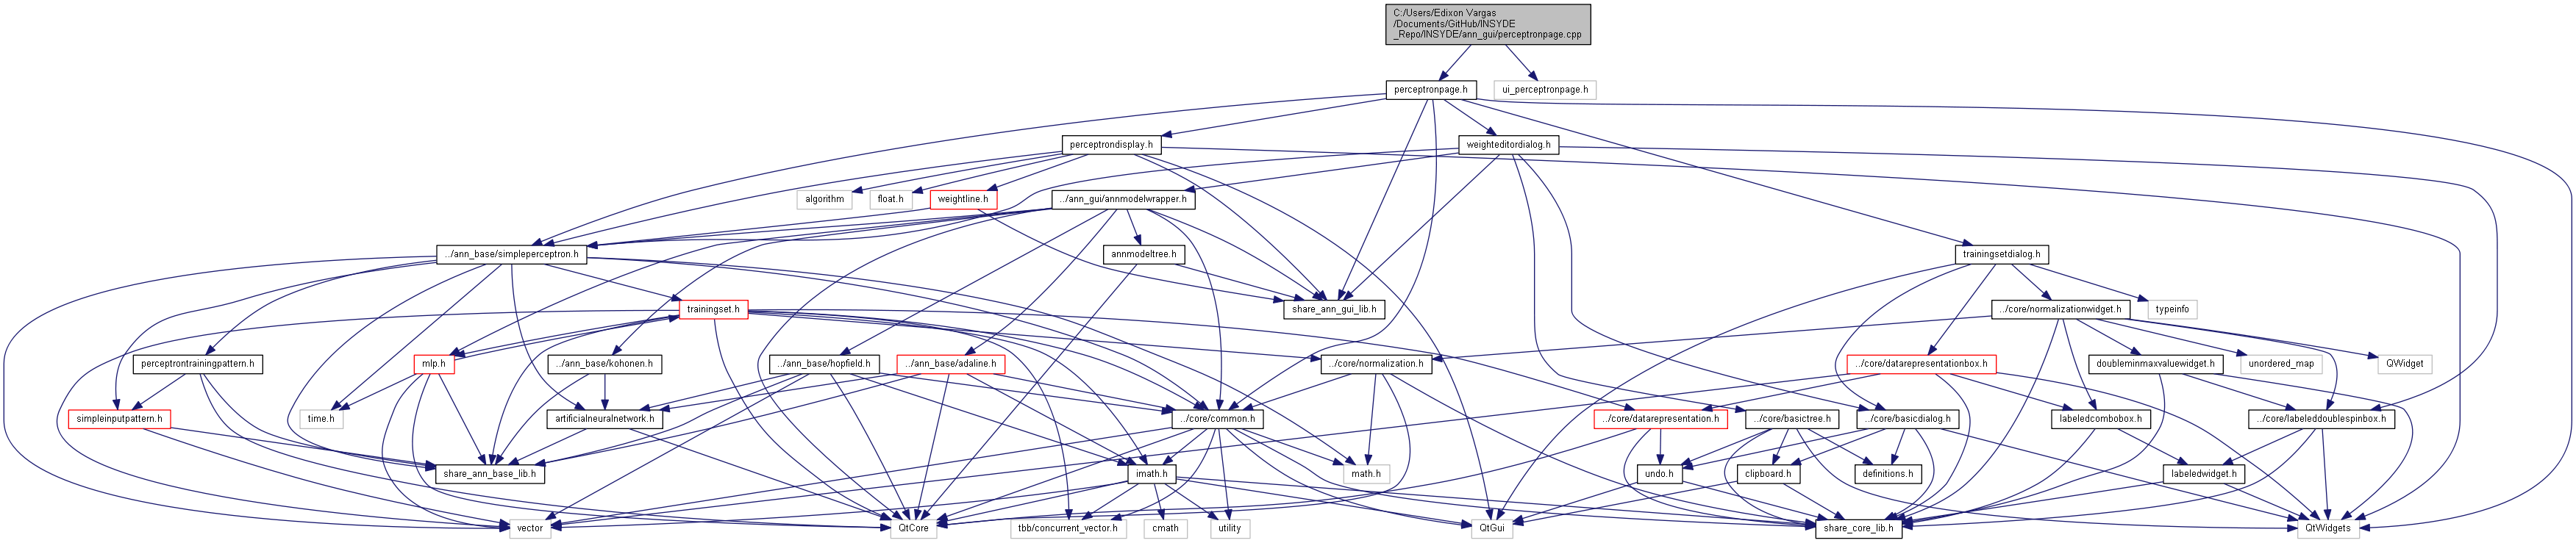 C:/Users/Edixon Vargas
/Documents/GitHub/INSYDE
_Repo/INSYDE/ann_gui/perceptronpage.cpp
perceptronpage.h
ui_perceptronpage.h
perceptrondisplay.h
weighteditordialog.h
algorithm
float.h
weightline.h
../ann_gui/annmodelwrapper.h
../ann_base/simpleperceptron.h
annmodeltree.h
trainingsetdialog.h
trainingset.h
share_ann_gui_lib.h
../core/normalizationwidget.h
typeinfo
perceptrontrainingpattern.h
mlp.h
../ann_base/kohonen.h
../ann_base/hopfield.h
../ann_base/adaline.h
../core/normalization.h
../core/datarepresentationbox.h
doubleminmaxvaluewidget.h
unordered_map
QWidget
simpleinputpattern.h
time.h
artificialneuralnetwork.h
../core/common.h
../core/datarepresentation.h
../core/basictree.h
../core/basicdialog.h
labeledcombobox.h
../core/labeleddoublespinbox.h
share_ann_base_lib.h
imath.h
math.h
undo.h
clipboard.h
definitions.h
labeledwidget.h
vector
QtCore
tbb/concurrent_vector.h
cmath
utility
QtGui
share_core_lib.h
QtWidgets